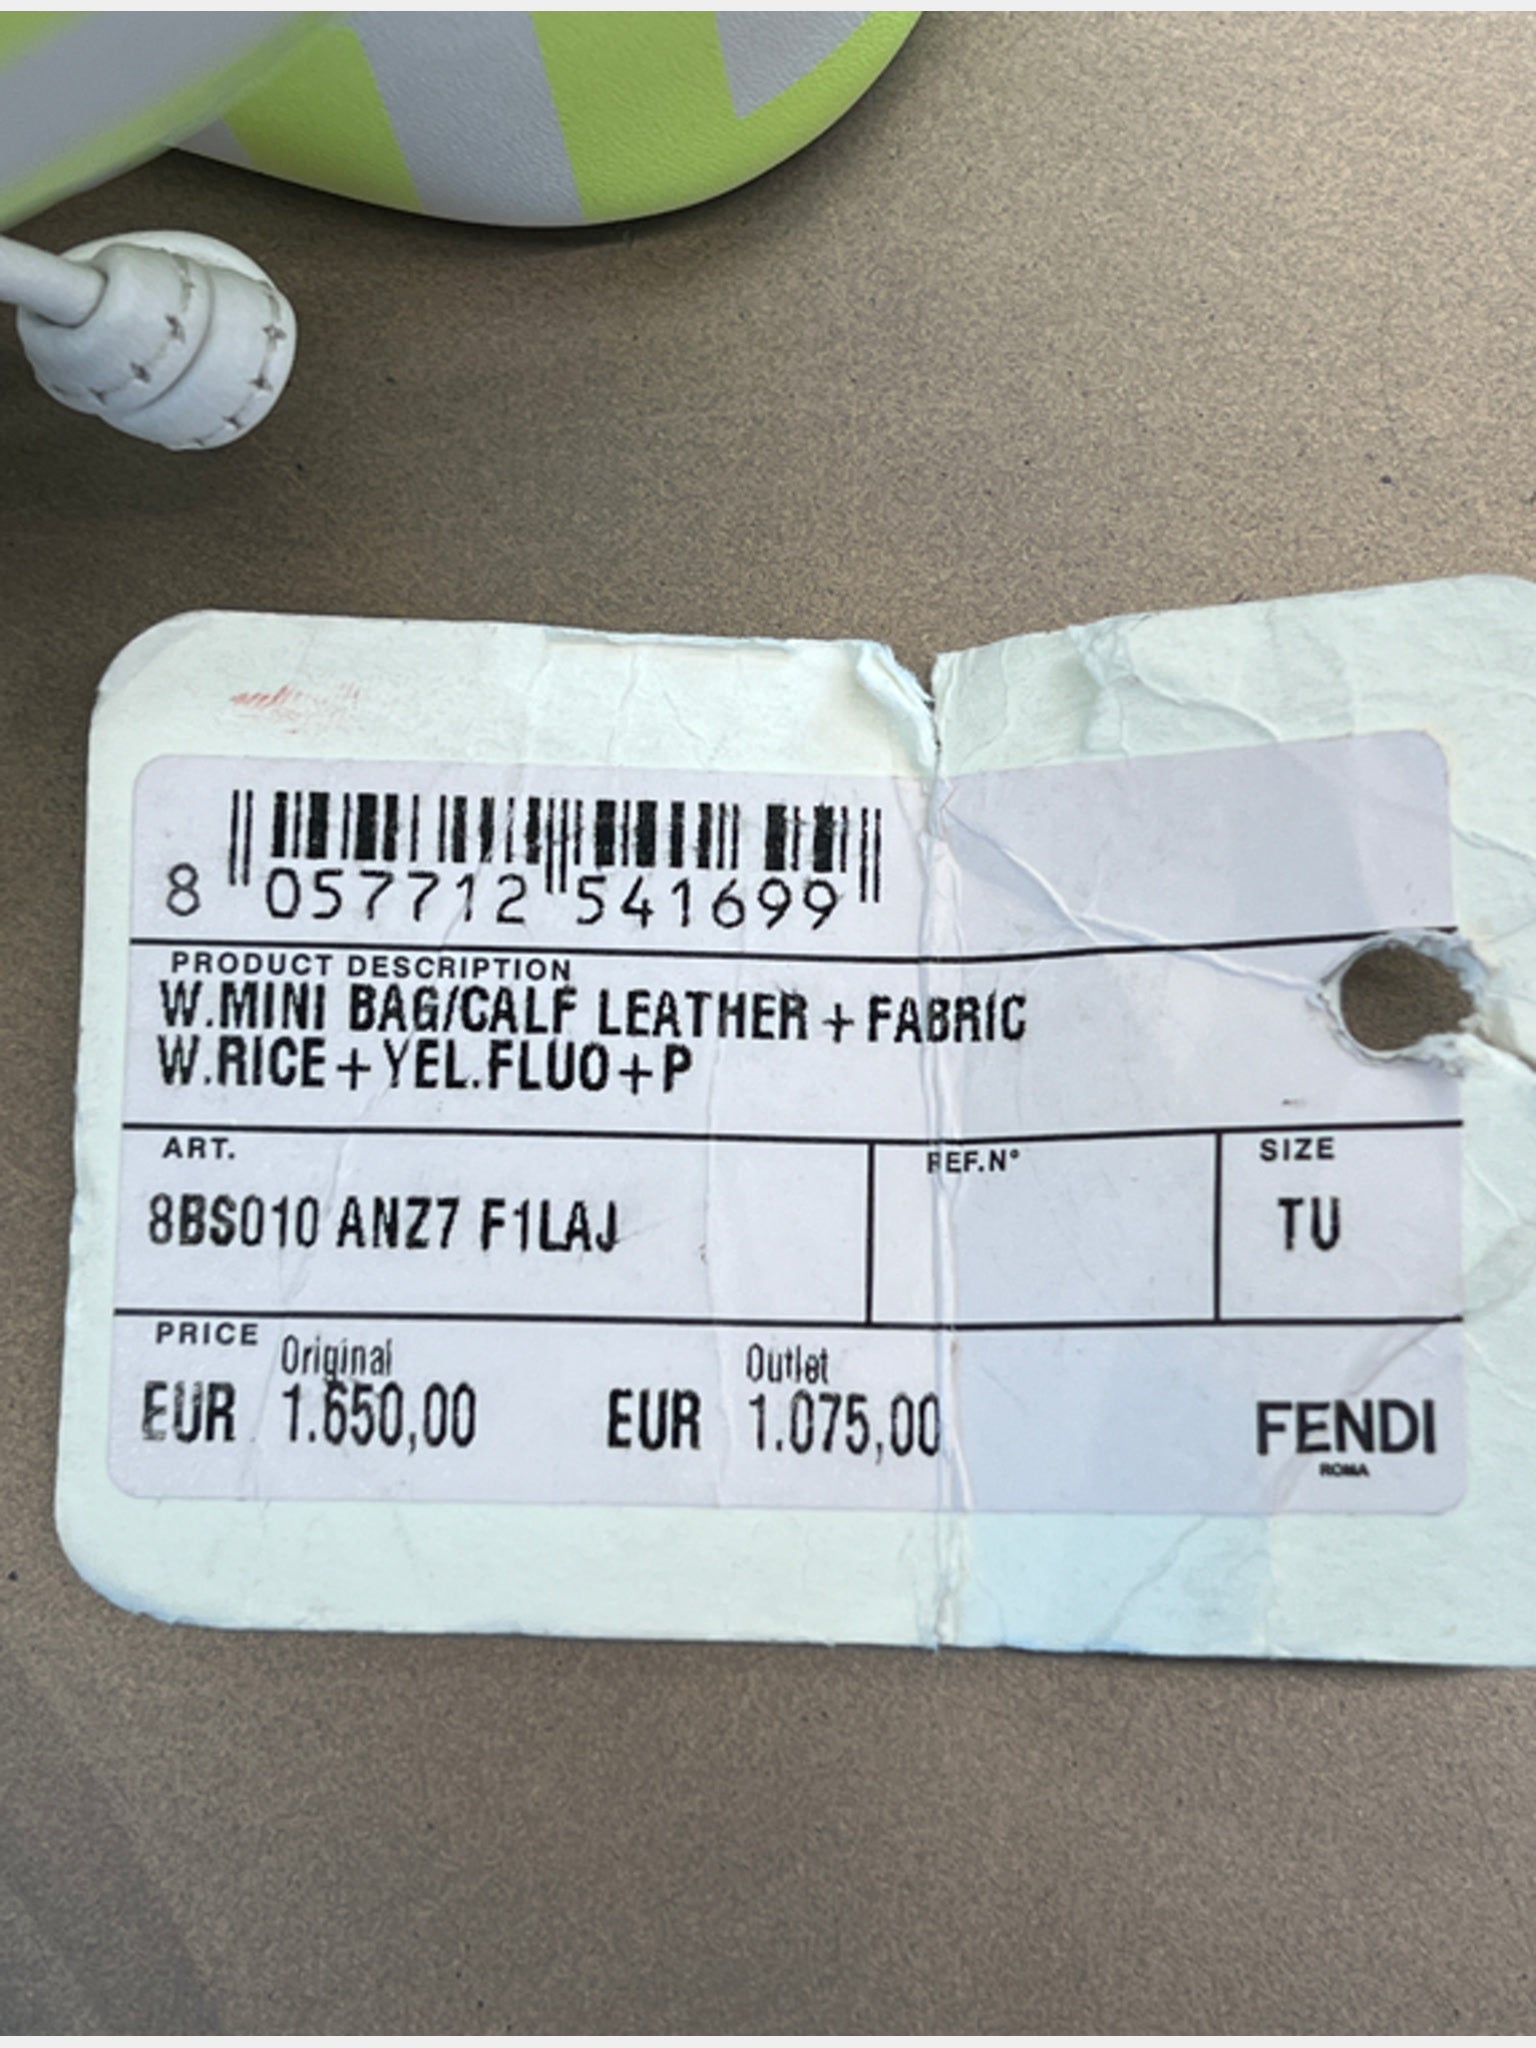 8 057712 541699
PRODUCT DESCRIPTION
W.MINI BAG/CALF LEATHER + FABRIC
W.RICE+YEL.FLUO+P
ART. REF.N° SIZE
8BS010 ANZ7 F1LAJ TU
PRICE Original Outlet
EUR 1.650,00 EUR 1.075,00
FENDI
ROMA